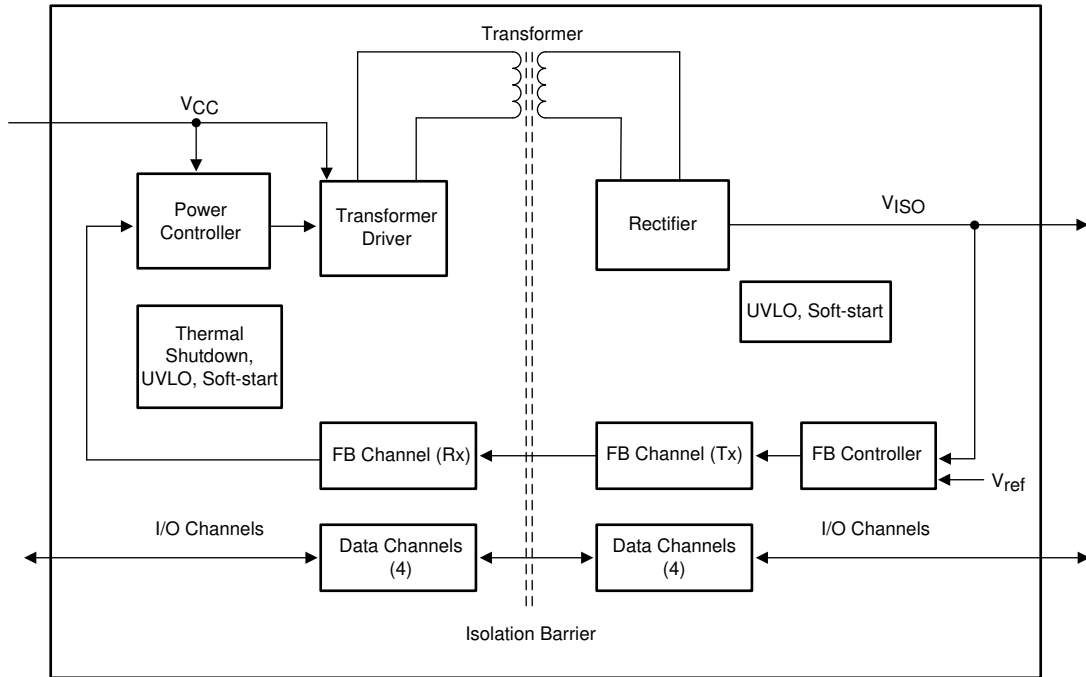 Transformer
VCC
Power
Controller
Transformer
Driver
Rectifier
VISO
Thermal
Shutdown,
UVLO, Soft-start
UVLO, Soft-start
FB Channel (Rx)
FB Channel (Tx)
FB Controller
Vref
I/O Channels
Data Channels
(4)
Data Channels
(4)
I/O Channels
Isolation Barrier